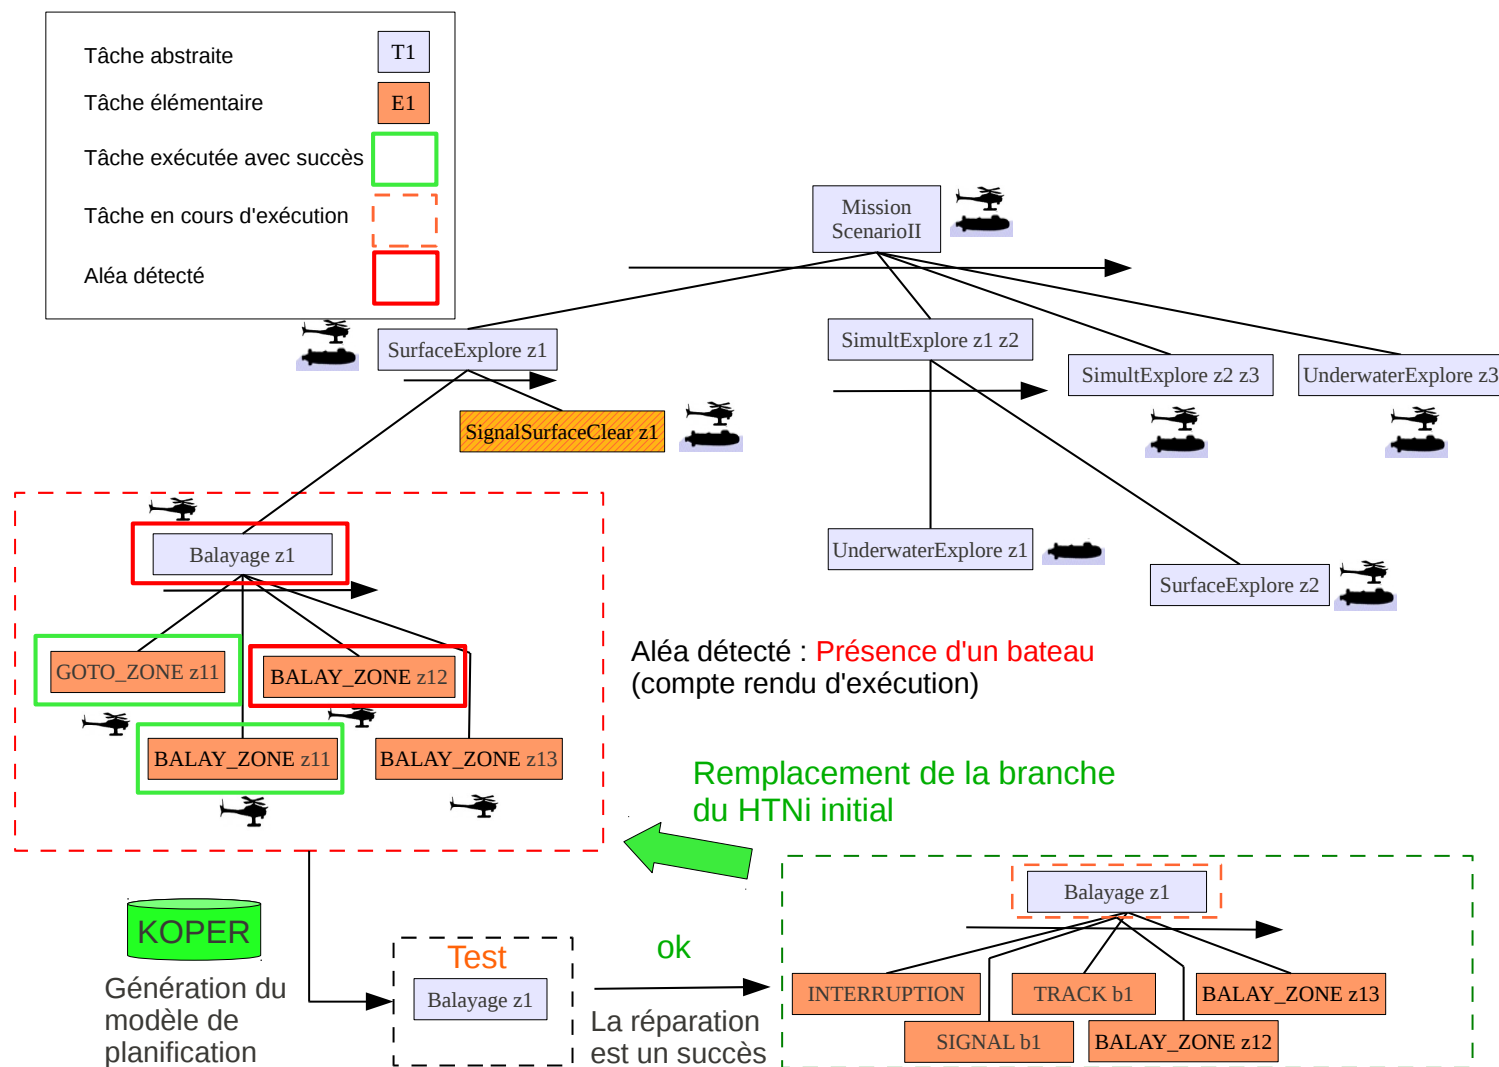 Tâche abstraite
T1
Tâche élémentaire
E1
Tâche exécutée avec succès
Tâche en cours d'exécution
Aléa détecté
Mission
ScenarioII
SurfaceExplore z1
SimultExplore z1 z2
SimultExplore z2 z3
UnderwaterExplore z3
SignalSurfaceClear z1
Balayage z1
UnderwaterExplore z1
SurfaceExplore z2
GOTO_ZONE z11
BALAY_ZONE z12
BALAY_ZONE z11
BALAY_ZONE z13
Aléa détecté : Présence d'un bateau
(compte rendu d'exécution)
Remplacement de la branche
du HTNi initial
KOPER
Génération du
modèle de
planification
Test
Balayage z1
ok
La réparation
est un succès
Balayage z1
INTERRUPTION
TRACK b1
BALAY_ZONE z13
SIGNAL b1
BALAY_ZONE z12